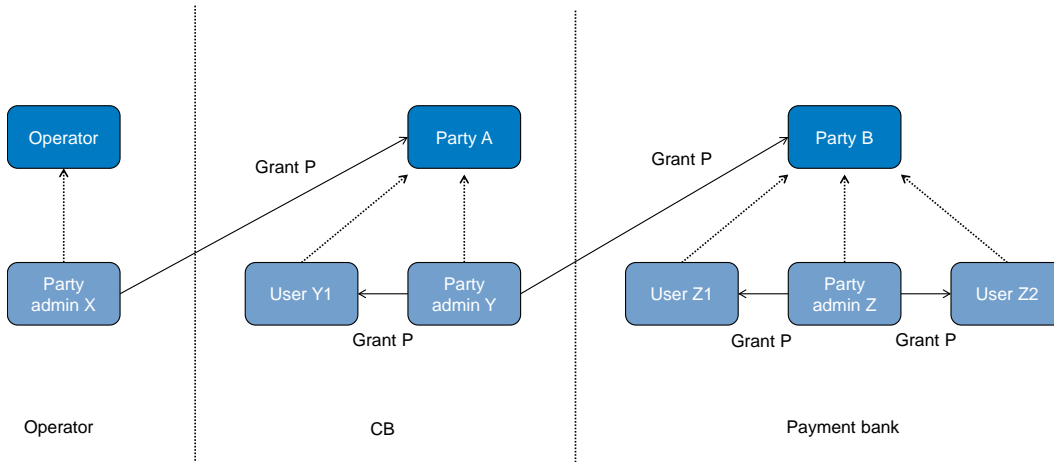 Operator
Party A
Party B
Grant P
Grant P
Party
admin X
User Y1
Party
admin Y
User Z1
Party
admin Z
User Z2
Grant P
Grant P
Grant P
Operator
CB
Payment bank